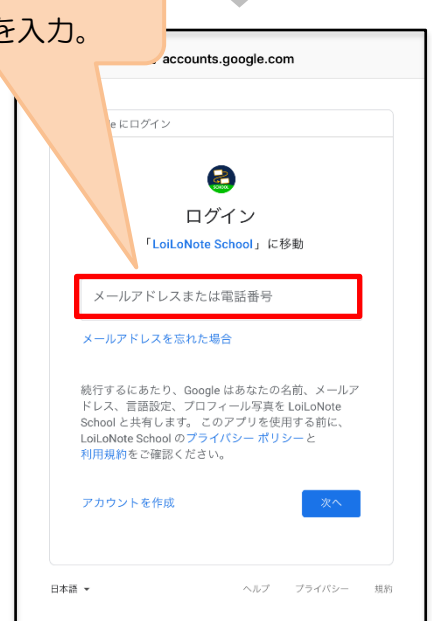 を入力。
accounts.google.com
にログイン
SCHOOL
ログイン
「LoiLoNote School」に移動
メールアドレスまたは電話番号
メールアドレスを忘れた場合
続行するにあたり、Google はあなたの名前、メールア
ドレス、言語設定、プロフィール写真を LoiLoNote
School と共有します。このアプリを使用する前に、
LoiLoNote School のプライバシー ポリシーと
利用規約をご確認ください。
アカウントを作成
次へ
日本語
ヘルプ
プライバシー
規約